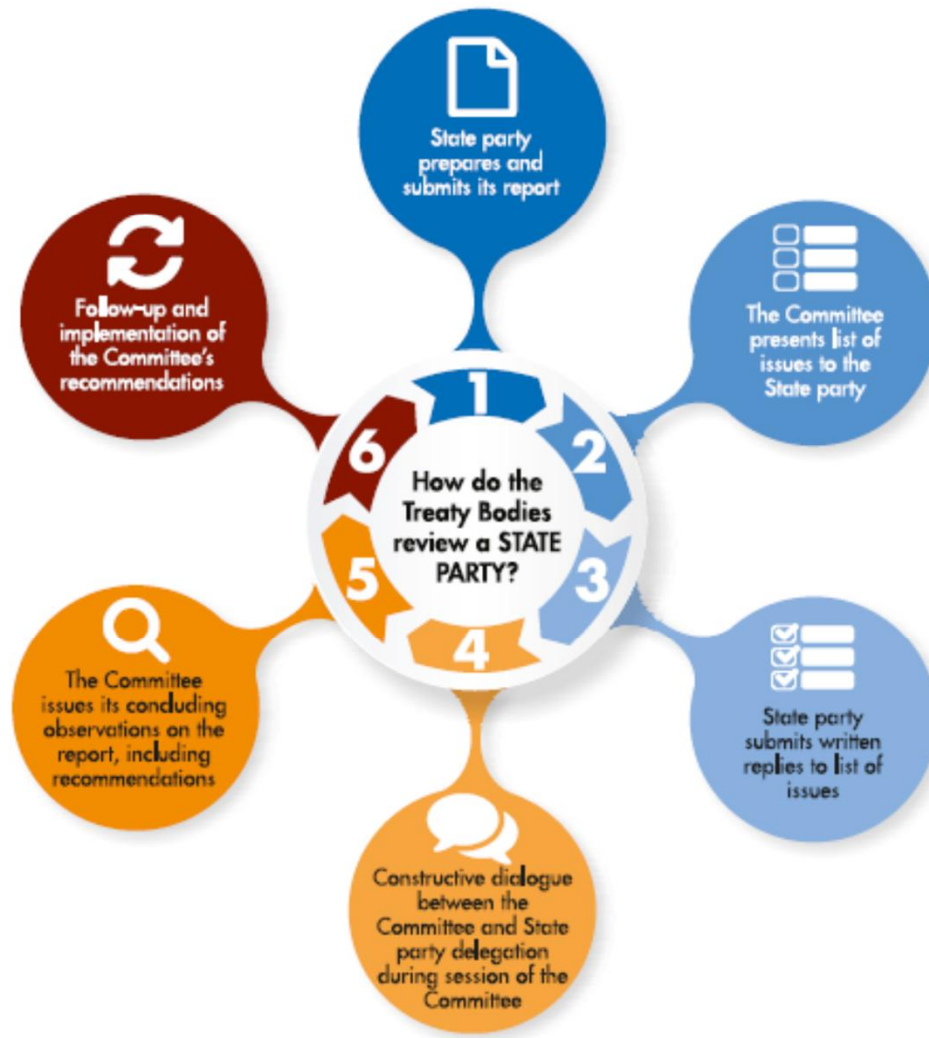 How do the
Treaty Bodies
review a STATE
PARTY?
1
State party
prepares and
submits its report
2
The Committee
presents list of
issues to the
State party
3
State party
submits written
replies to list of
issues
4
Constructive dialogue
between the
Committee and State
party delegation
during session of the
Committee
5
The Committee
issues its concluding
observations on the
report, including
recommendations
6
Follow-up and
implementation of
the Committee's
recommendations